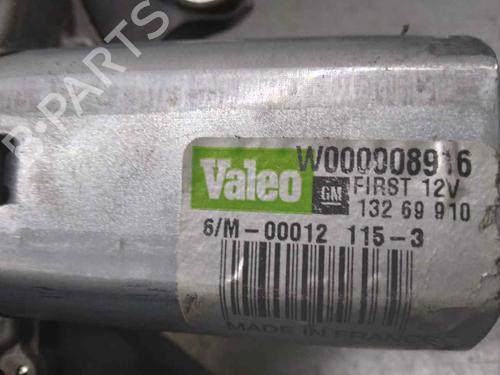 B-PARTS
W000008916
Valeo
GM
FIRST 12V
132 69 910
6/M-00012 115-3
MADE IN FRANCE